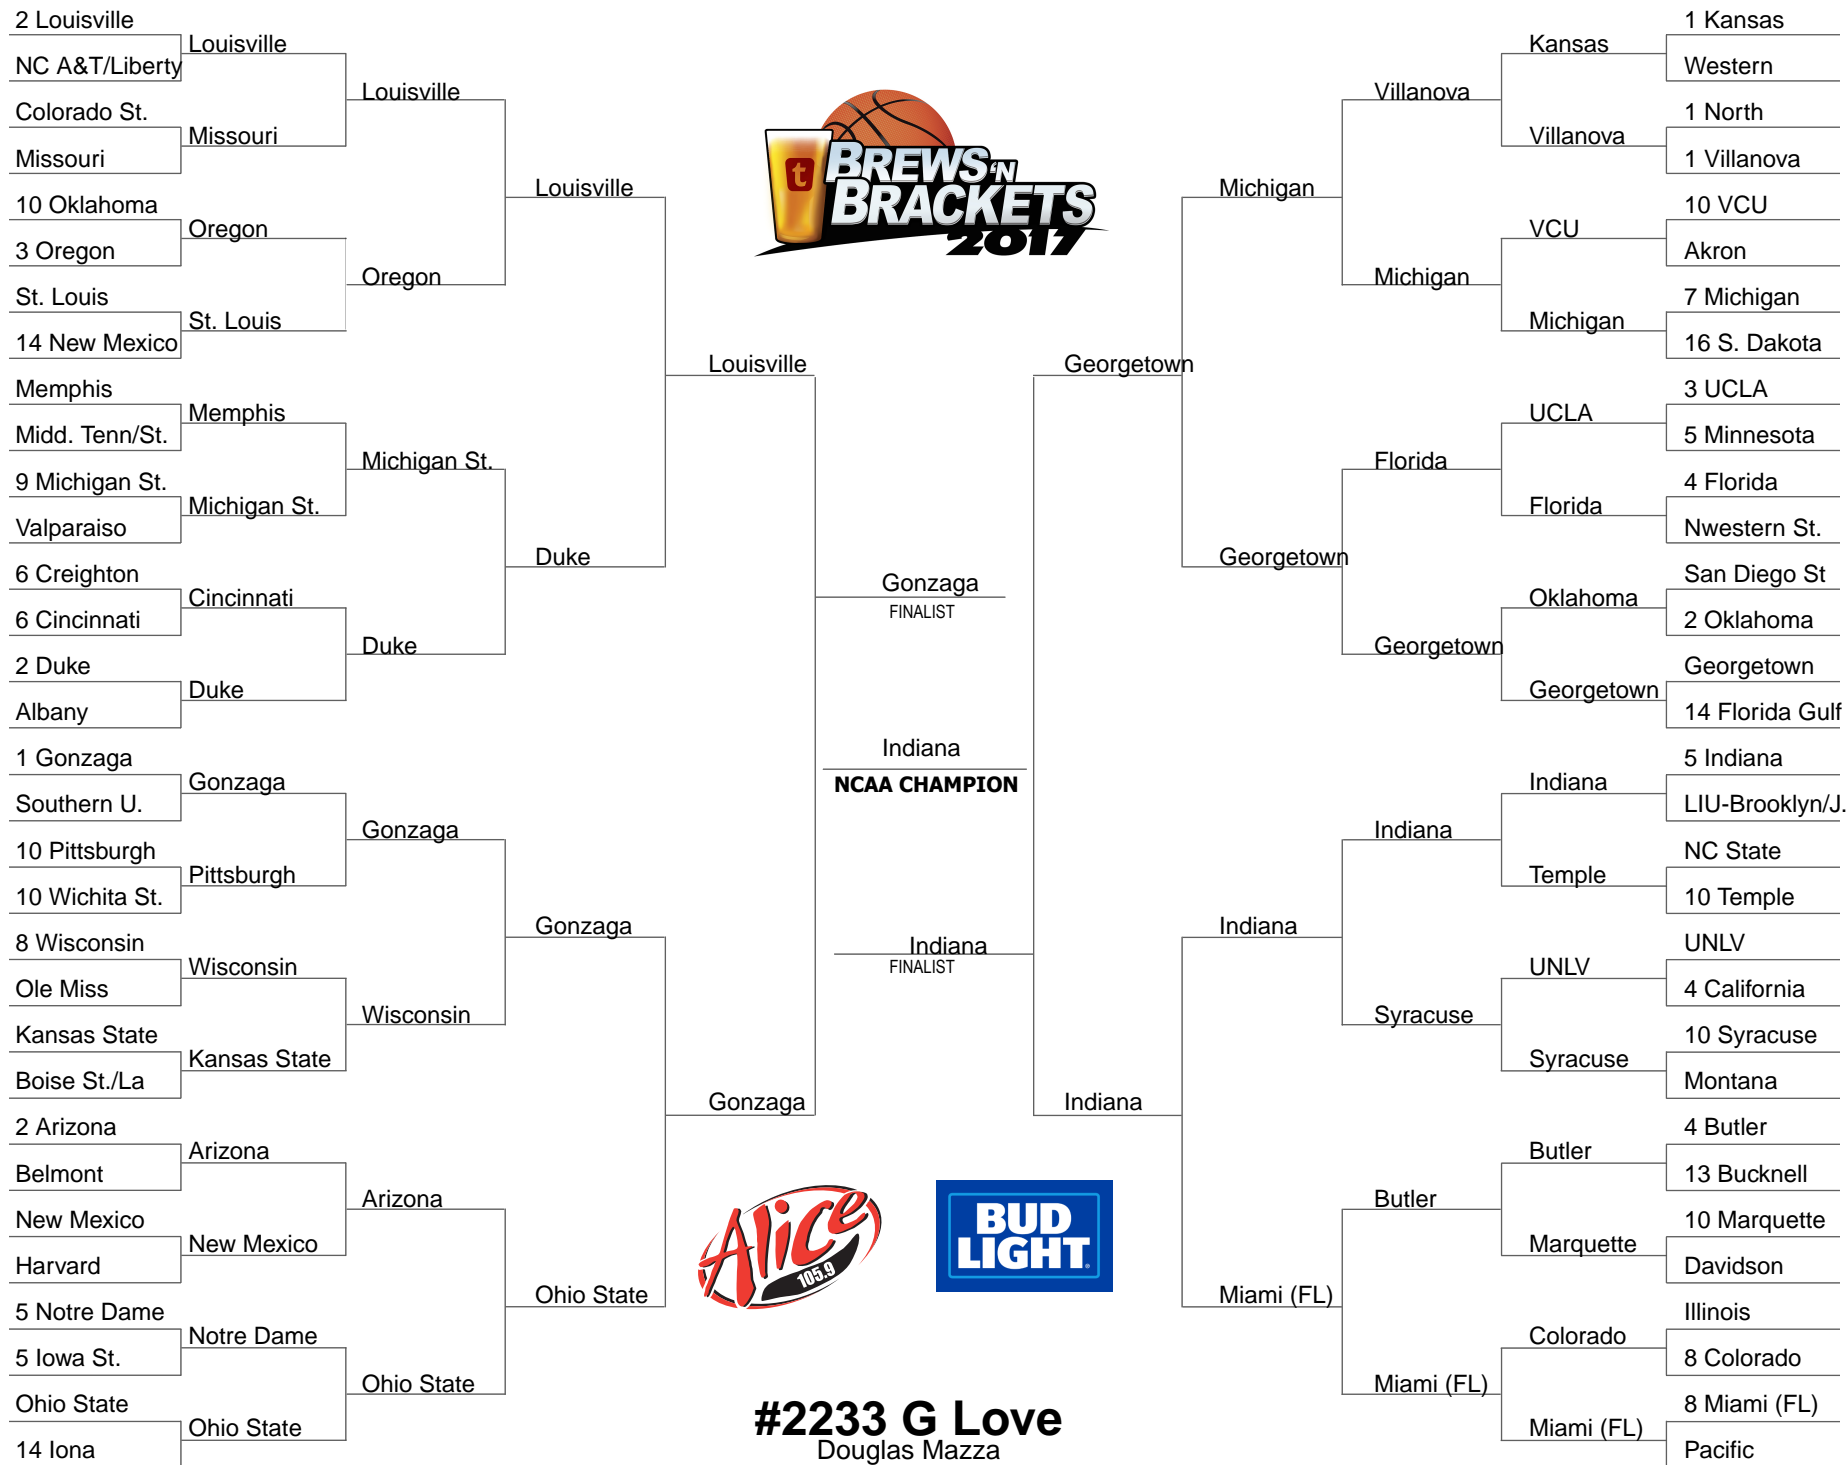 2 Louisville
NC A&T/Liberty
Colorado St.
Missouri
10 Oklahoma
3 Oregon
St. Louis
14 New Mexico
Memphis
Midd. Tenn/St.
9 Michigan St.
Valparaiso
6 Creighton
6 Cincinnati
2 Duke
Albany
1 Gonzaga
Southern U.
10 Pittsburgh
10 Wichita St.
8 Wisconsin
Ole Miss
Kansas State
Boise St./La
2 Arizona
Belmont
New Mexico
Harvard
5 Notre Dame
5 Iowa St.
Ohio State
14 Iona
Louisville
Missouri
Oregon
St. Louis
Memphis
Michigan St.
Cincinnati
Duke
Gonzaga
Pittsburgh
Wisconsin
Kansas State
Arizona
New Mexico
Notre Dame
Ohio State
Louisville
Oregon
Michigan St.
Duke
Gonzaga
Wisconsin
Arizona
Ohio State
Louisville
Duke
Gonzaga
Ohio State
Louisville
Gonzaga
t
BREWS 'N
BRACKETS
2017
Gonzaga
FINALIST
Indiana
NCAA CHAMPION
Indiana
FINALIST
Alice
105.9
BUD
LIGHT
#2233 G Love
Douglas Mazza
Georgetown
Indiana
Michigan
Georgetown
Indiana
Miami (FL)
Villanova
Michigan
Florida
Georgetown
Indiana
Syracuse
Butler
Miami (FL)
Kansas
Villanova
VCU
Michigan
UCLA
Florida
Oklahoma
Georgetown
Indiana
Temple
UNLV
Syracuse
Butler
Marquette
Colorado
Miami (FL)
1 Kansas
Western
1 North
1 Villanova
10 VCU
Akron
7 Michigan
16 S. Dakota
3 UCLA
5 Minnesota
4 Florida
Nwestern St.
San Diego St
2 Oklahoma
Georgetown
14 Florida Gulf
5 Indiana
LIU-Brooklyn/J.
NC State
10 Temple
UNLV
4 California
10 Syracuse
Montana
4 Butler
13 Bucknell
10 Marquette
Davidson
Illinois
8 Colorado
8 Miami (FL)
Pacific